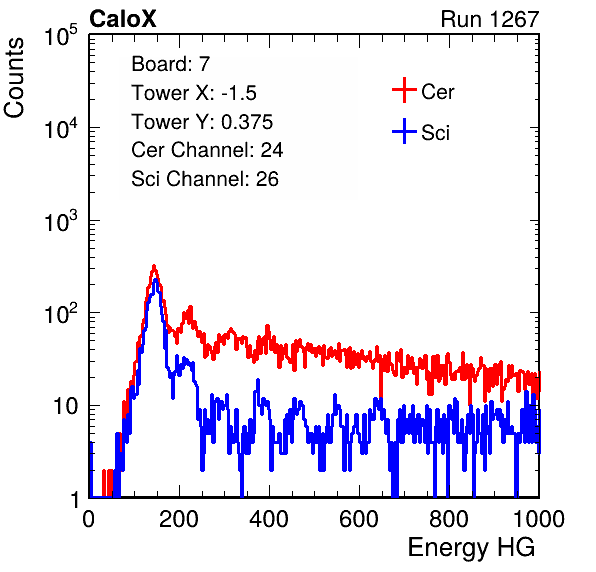 CaloX Run 1267
Counts
10^5
10^4
10^3
10^2
10
1
Board: 7
Tower X: -1.5
Tower Y: 0.375
Cer Channel: 24
Sci Channel: 26
Cer
Sci
0 200 400 600 800 1000
Energy HG